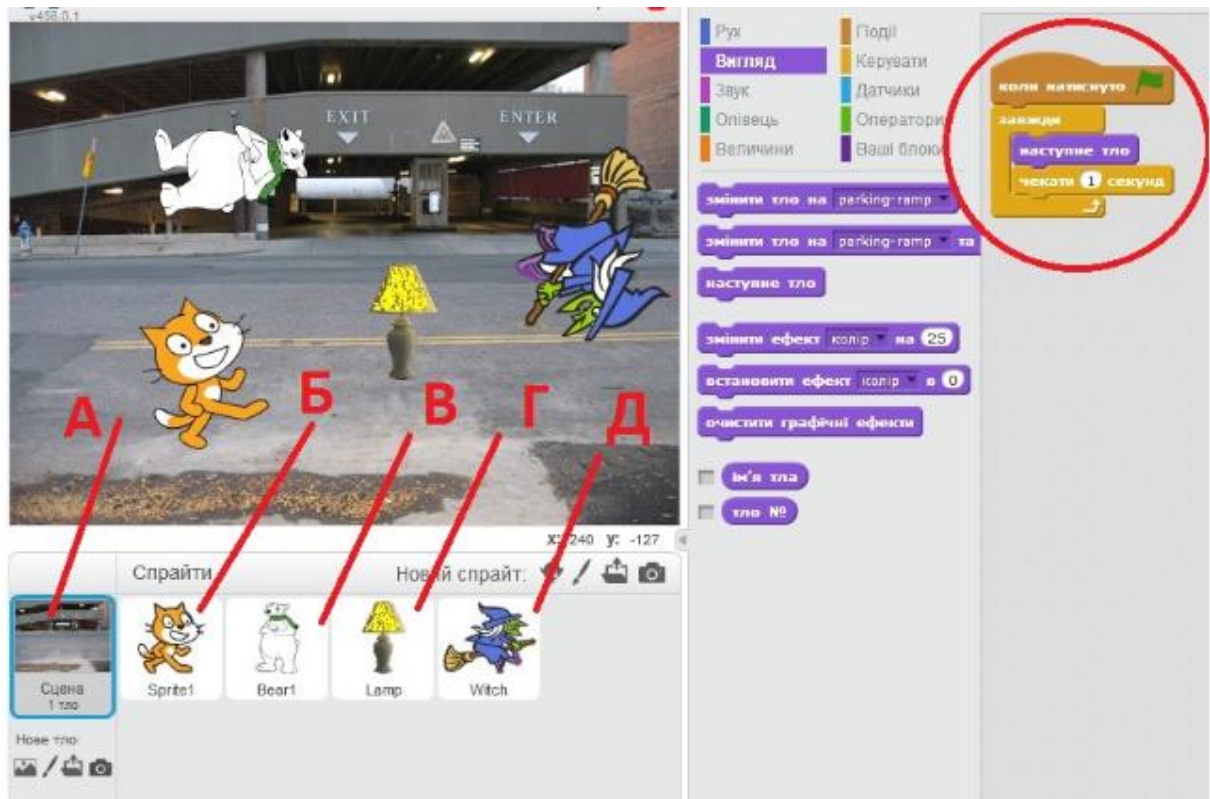 v458.0.1
EXIT
ENTER
А
Б
В
Г
Д
x: 240 y: -127
Спрайти
Новий спрайт:
Сцена
1 тло
Sprite1
Bear1
Lamp
Witch
Нове тло:
Рух
Події
Вигляд
Керувати
Звук
Датчики
Олівець
Оператори
Величини
Ваші блоки
змінити тло на parking-ramp
змінити тло на parking-ramp та
наступне тло
змінити ефект колір на 25
встановити ефект колір в 0
очистити графічні ефекти
ім'я тла
тло №
коли натиснуто
завжди
наступне тло
чекати 1 секунд